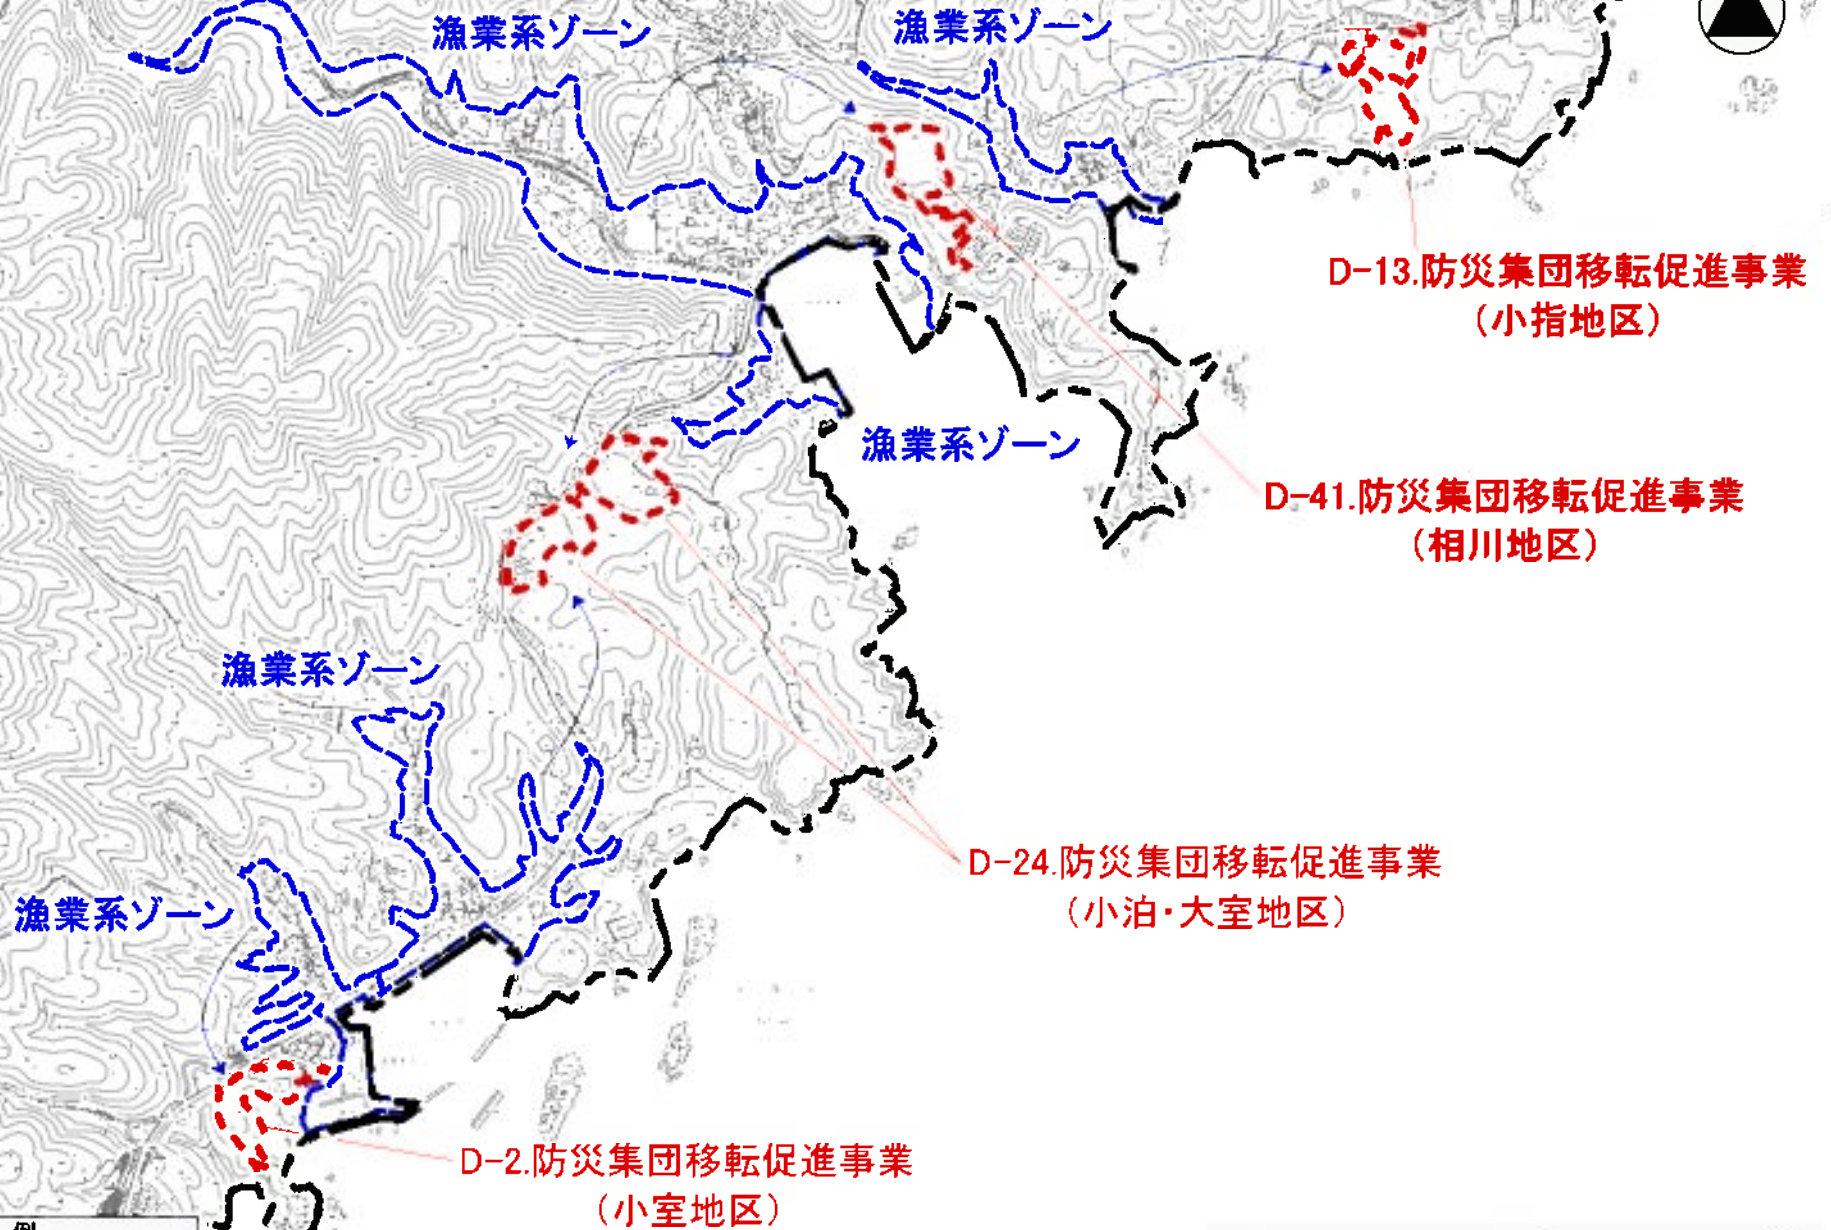 漁業系ゾーン
漁業系ゾーン
D-13.防災集団移転促進事業
（小指地区）
漁業系ゾーン
D-41.防災集団移転促進事業
（相川地区）
漁業系ゾーン
D-24.防災集団移転促進事業
（小泊・大室地区）
漁業系ゾーン
D-2.防災集団移転促進事業
（小室地区）